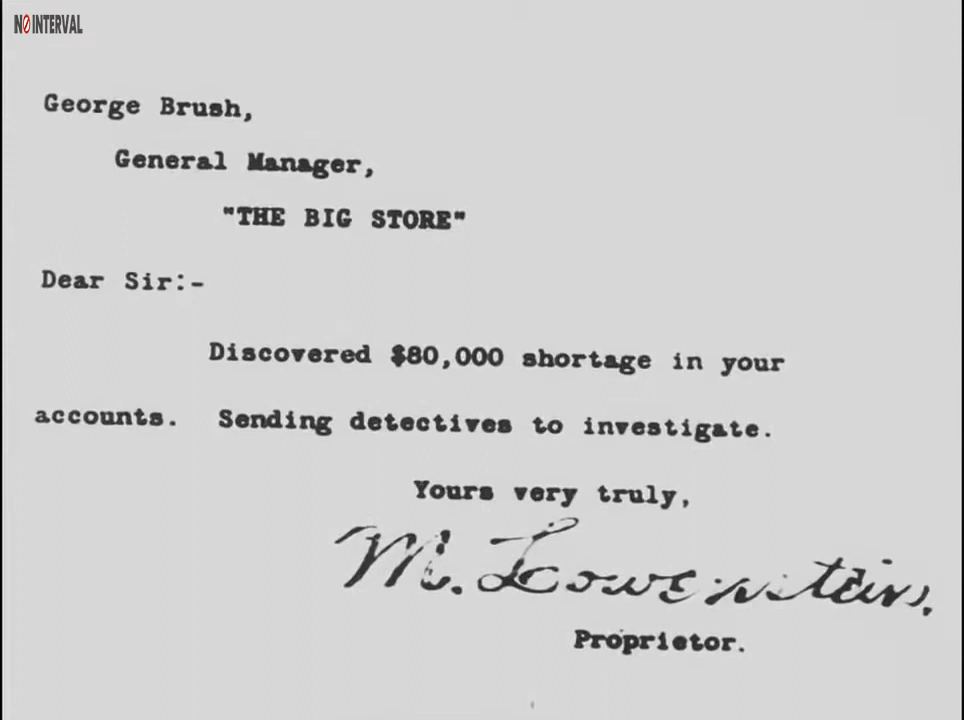 NOINTERVAL
George Brush,
General Manager,
"THE BIG STORE"
Dear Sir:-
Discovered $80,000 shortage in your
accounts. Sending detectives to investigate.
Yours very truly,
M. Lowenstein.
Proprietor.